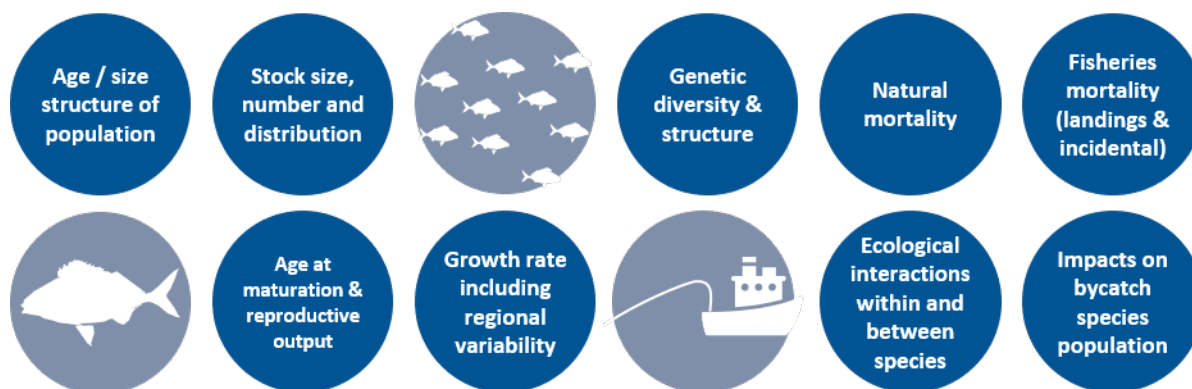 Age / size
structure of
population
Stock size,
number and
distribution
Genetic
diversity &
structure
Natural
mortality
Fisheries
mortality
(landings &
incidental)
Age at
maturation &
reproductive
output
Growth rate
including
regional
variability
Ecological
interactions
within and
between
species
Impacts on
bycatch
species
population